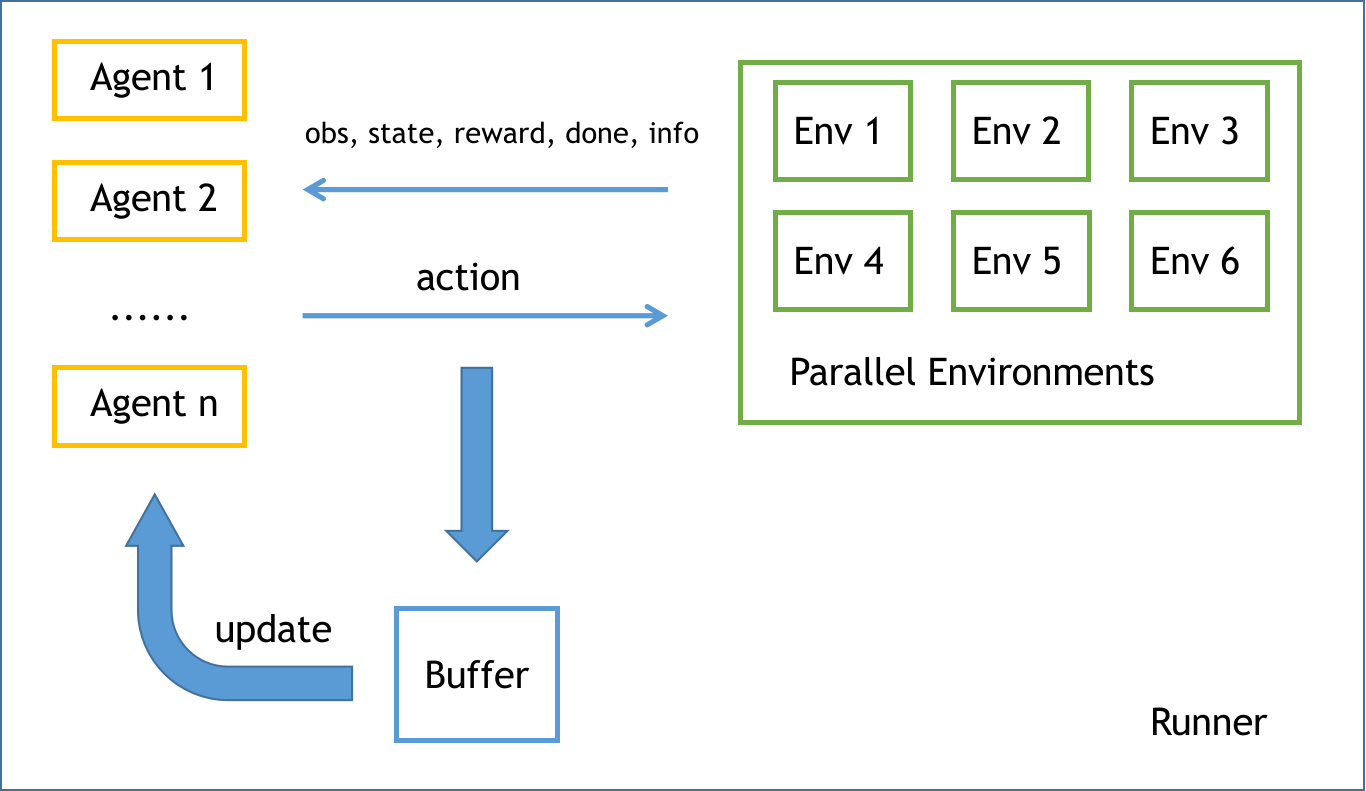 Agent 1
Agent 2
......
Agent n
obs, state, reward, done, info
action
Env 1
Env 2
Env 3
Env 4
Env 5
Env 6
Parallel Environments
update
Buffer
Runner